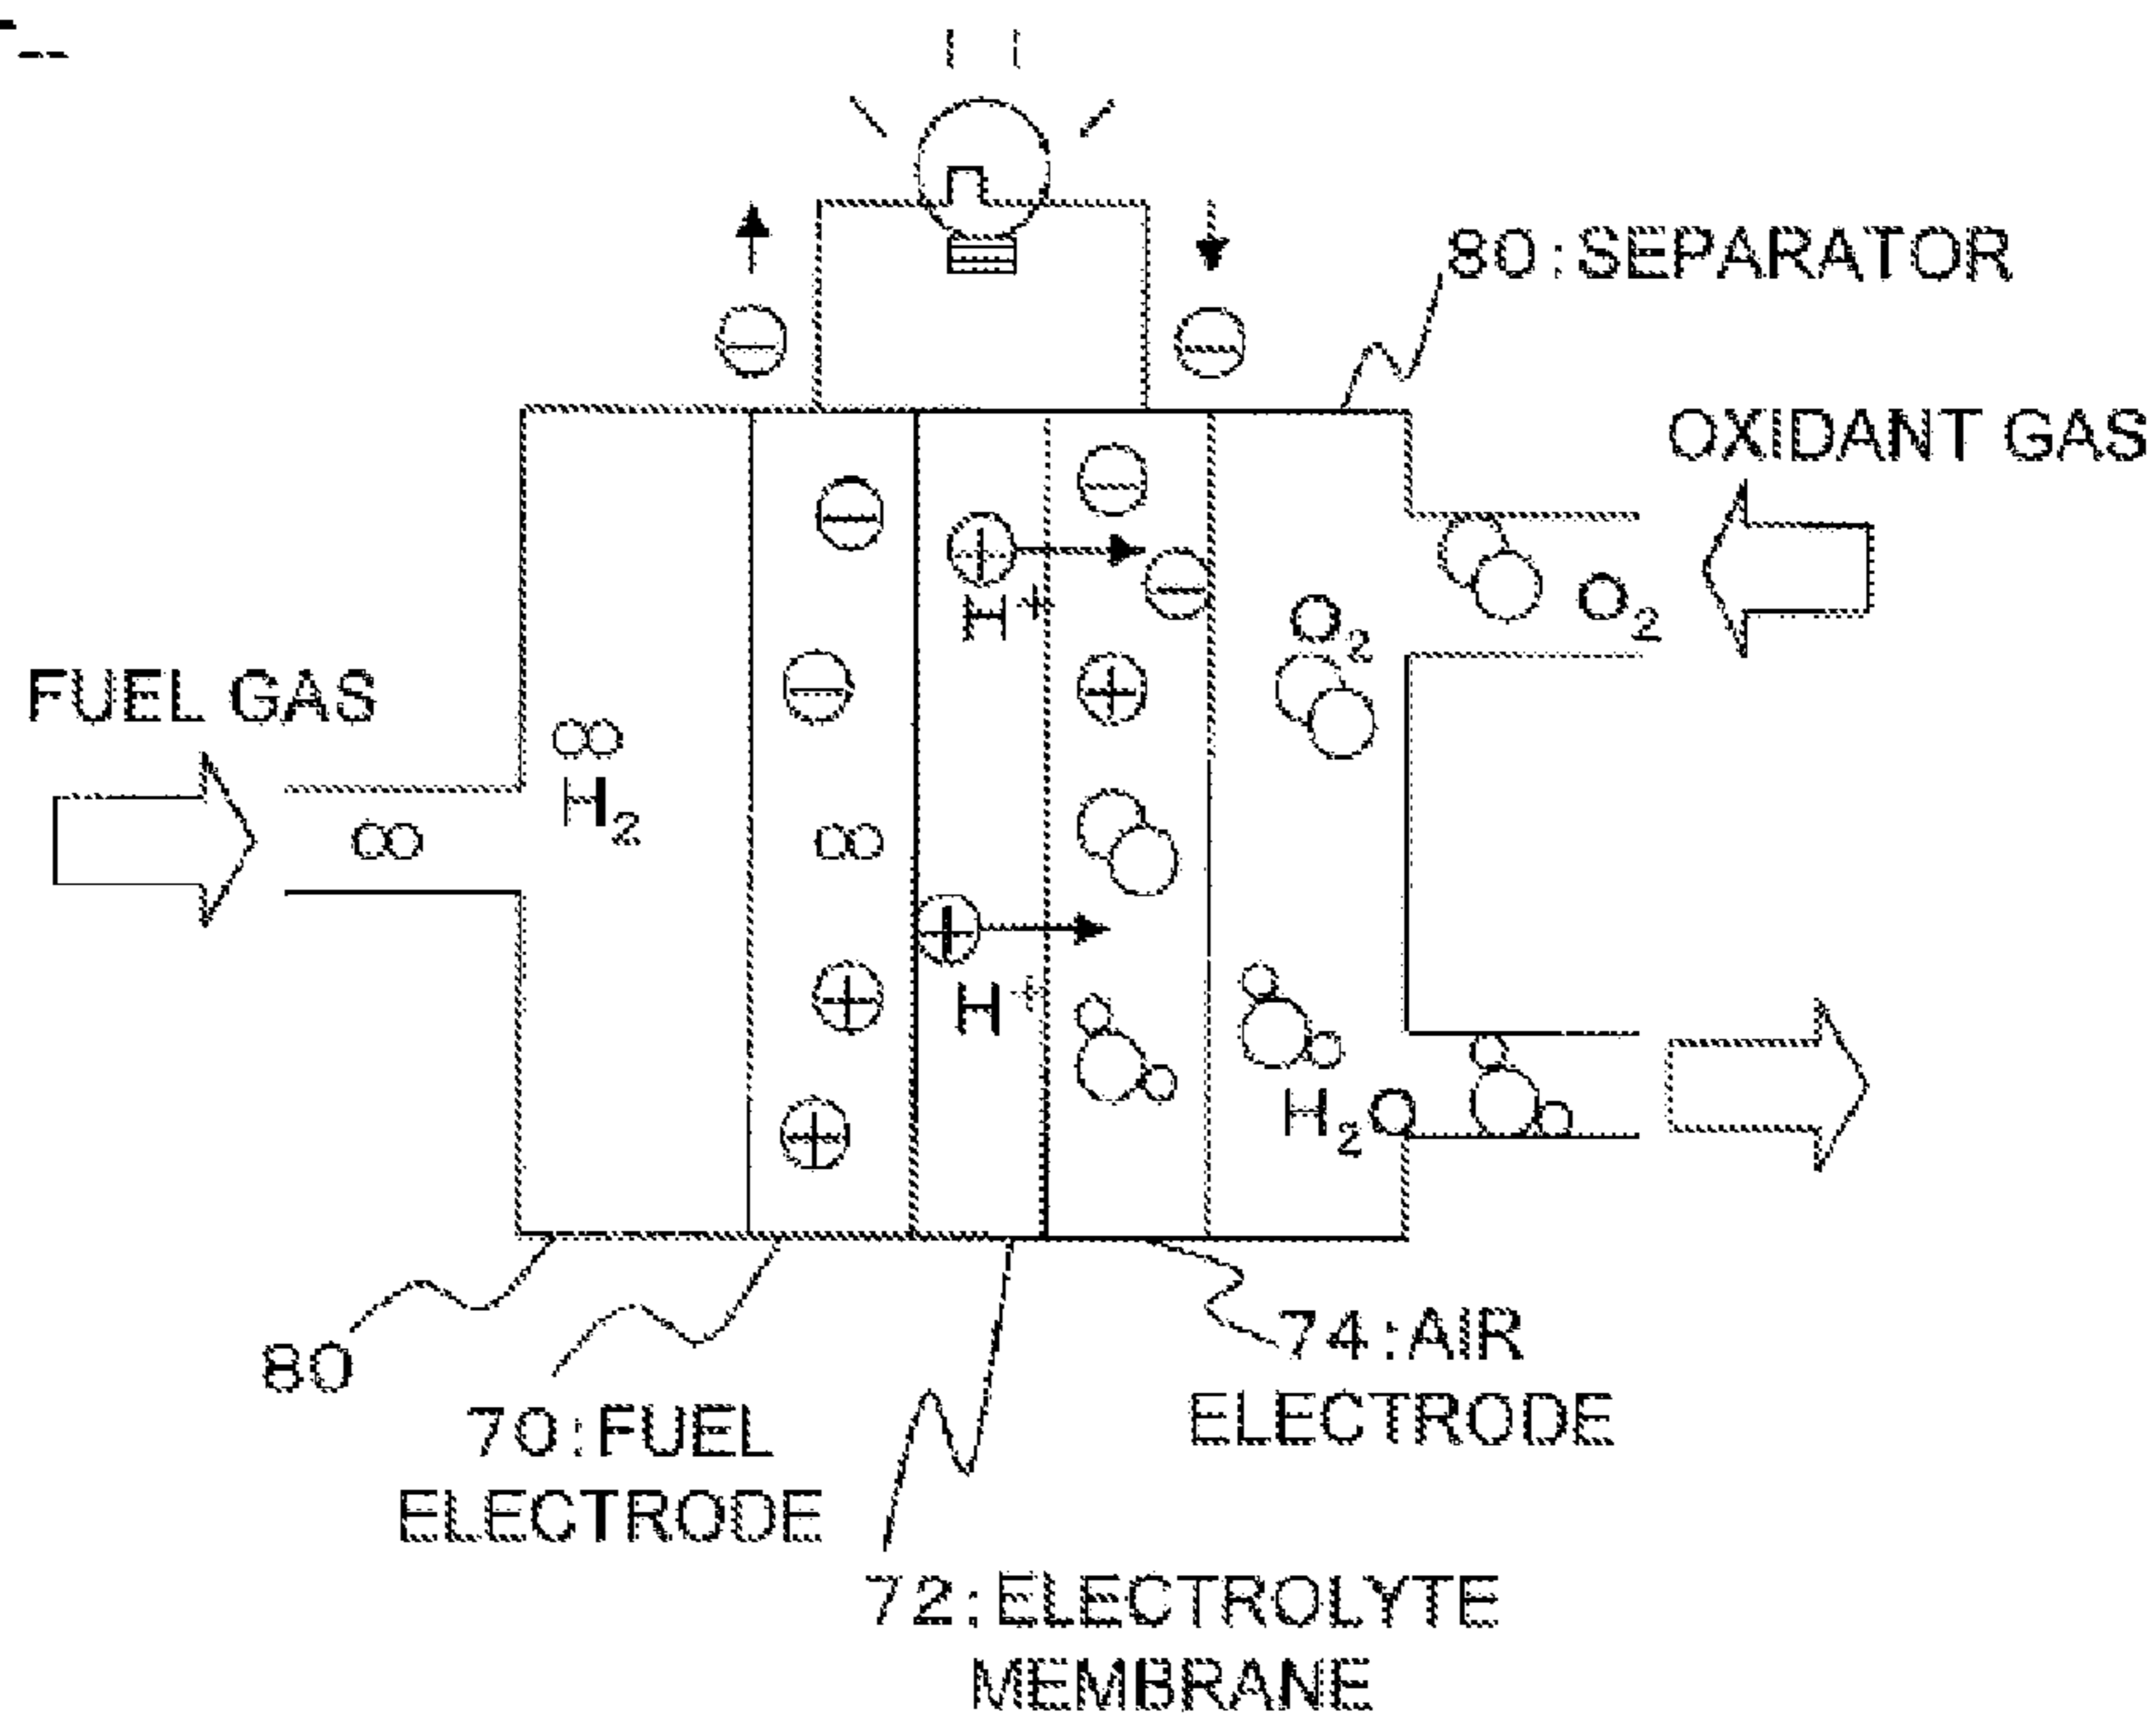 80:SEPARATOR
OXIDANT GAS
H+
O2
O2
FUEL GAS
H2
H+
H2O
80
74:AIR
ELECTRODE
70:FUEL
ELECTRODE
72:ELECTROLYTE
MEMBRANE